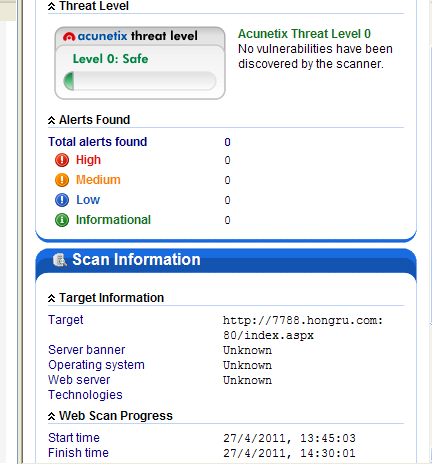 Threat Level
acunetix threat level
Level 0: Safe
Acunetix Threat Level 0
No vulnerabilities have been
discovered by the scanner.
Alerts Found
Total alerts found 0
High 0
Medium 0
Low 0
Informational 0
Scan Information
Target Information
Target http://7788.hongru.com:
80/index.aspx
Server banner Unknown
Operating system Unknown
Web server Unknown
Technologies
Web Scan Progress
Start time 27/4/2011, 13:45:03
Finish time 27/4/2011, 14:30:01